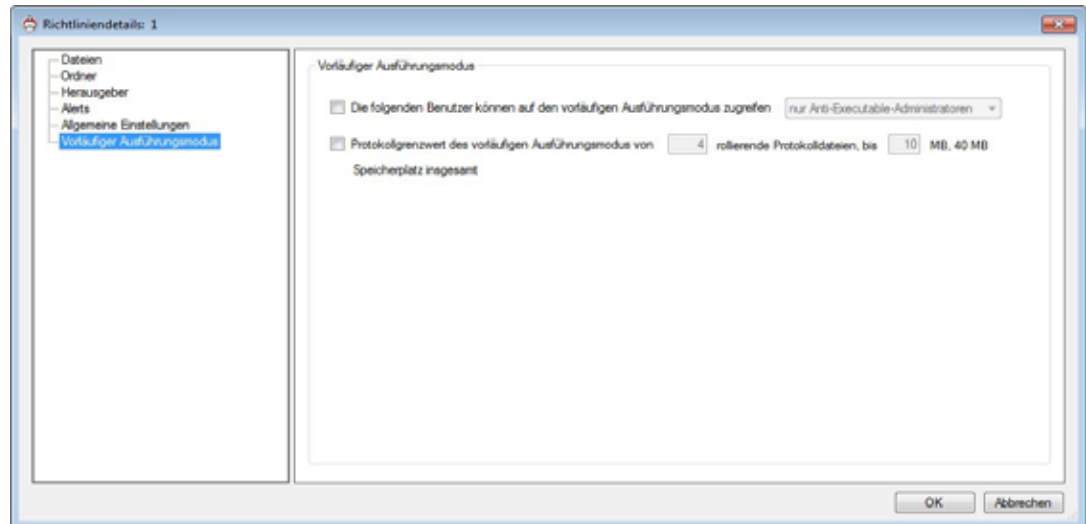 Richtliniendetails: 1
Dateien
Ordner
Herausgeber
Alerts
Allgemeine Einstellungen
Vorläufiger Ausführungsmodus
Vorläufiger Ausführungsmodus
Die folgenden Benutzer können auf den vorläufigen Ausführungsmodus zugreifen nur Anti-Executable-Administratoren
Protokollgrenzwert des vorläufigen Ausführungsmodus von 4 rollierende Protokolldateien, bis 10 MB, 40 MB
Speicherplatz insgesamt
OK Abbrechen